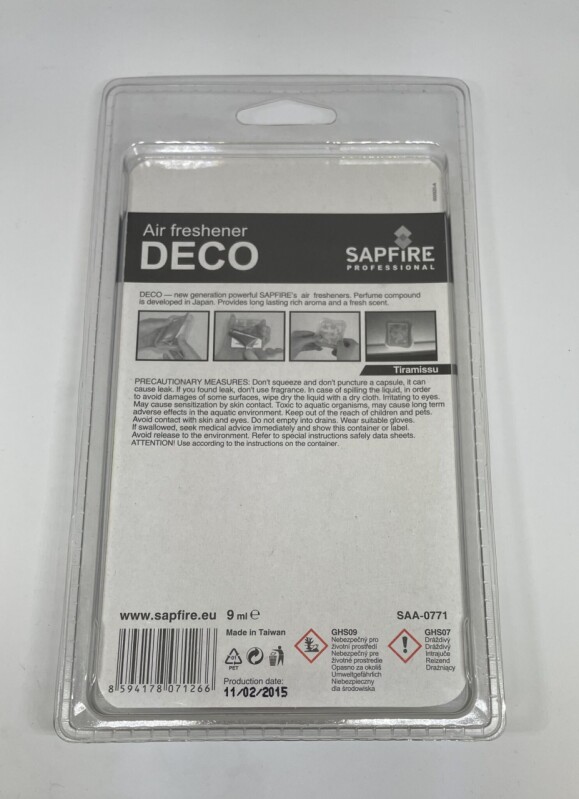 Air freshener
DECO
SAPFIRE
PROFESSIONAL
DECO — new generation powerful SAPFIRE's air fresheners. Perfume compound
is developed in Japan. Provides long lasting rich aroma and a fresh scent.
Tiramissu
PRECAUTIONARY MEASURES: Don't squeeze and don't puncture a capsule, it can
cause leak. If you found leak, don't use fragrance. In case of spilling the liquid, in order
to avoid damages of some surfaces, wipe dry the liquid with a dry cloth. Irritating to eyes.
May cause sensitization by skin contact. Toxic to aquatic organisms, may cause long term
adverse effects in the aquatic environment. Keep out of the reach of children and pets.
Avoid contact with skin and eyes. Do not empty into drains. Wear suitable gloves.
If swallowed, seek medical advice immediately and show this container or label.
Avoid release to the environment. Refer to special instructions safely data sheets.
ATTENTION! Use according to the instructions on the container.
www.sapfire.eu 9 ml ℮ SAA-0771
8 594178 071266
Made in Taiwan
01
PET
Production date:
11/02/2015
GHS09
Nebezpečný pro
životní prostředí
Nebezpečný pre
životné prostredie
Opasno za okoliš
Umweltgefährlich
Niebezpieczny
dla środowiska
GHS07
Dráždivý
Dráždivý
Intrajuče
Reizend
Drażniący